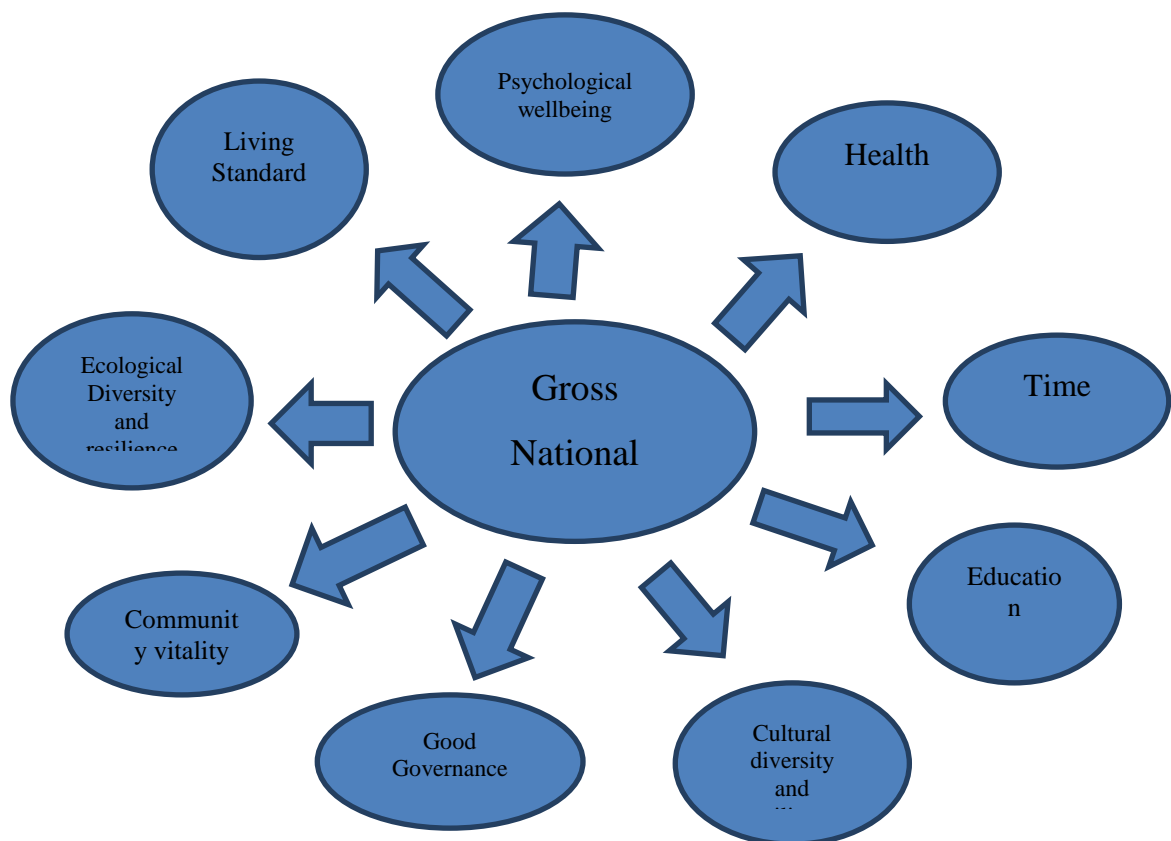 Psychological
wellbeing
Living
Standard
Health
Ecological
Diversity
and
resilience
Gross
National
Time
Educatio
n
Communit
y vitality
Good
Governance
Cultural
diversity
and